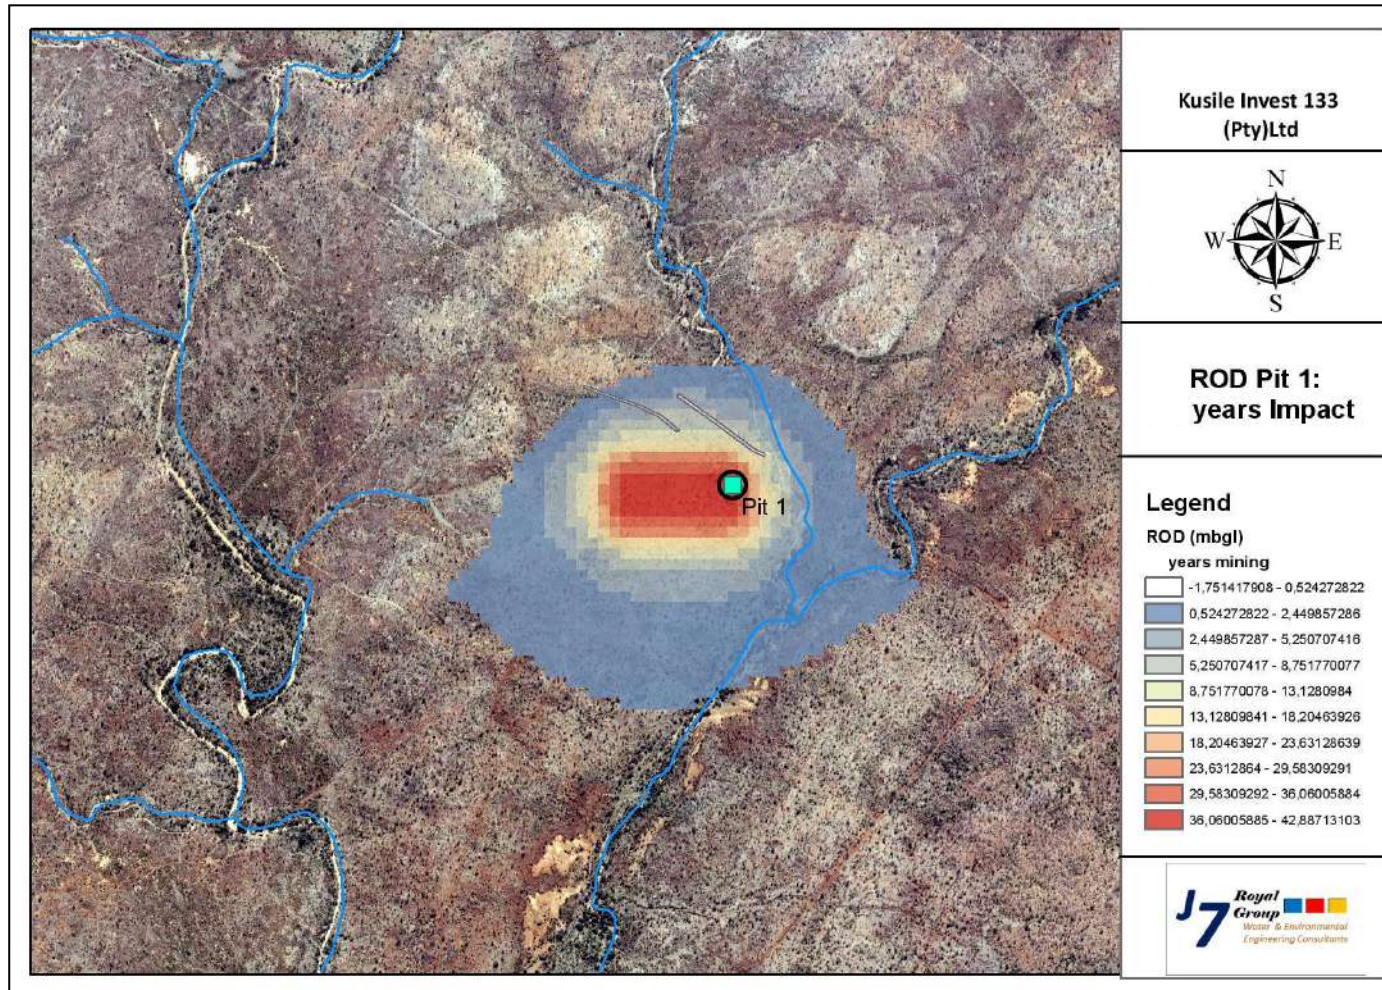 Kusile Invest 133
(Pty)Ltd
N
W
E
S
ROD Pit 1:
years Impact
Pit 1
Legend
ROD (mbgl)
years mining
-1,751417908 - 0,524272822
0,524272822 - 2,449857286
2,449857287 - 5,250707416
5,250707417 - 8,751770077
8,751770078 - 13,1280984
13,12809841 - 18,20463926
18,20463927 - 23,63128639
23,6312864 - 29,58309291
29,58309292 - 36,06005884
36,06005885 - 42,88713103
J7
Royal
Group
Water & Environmental
Engineering Consultants